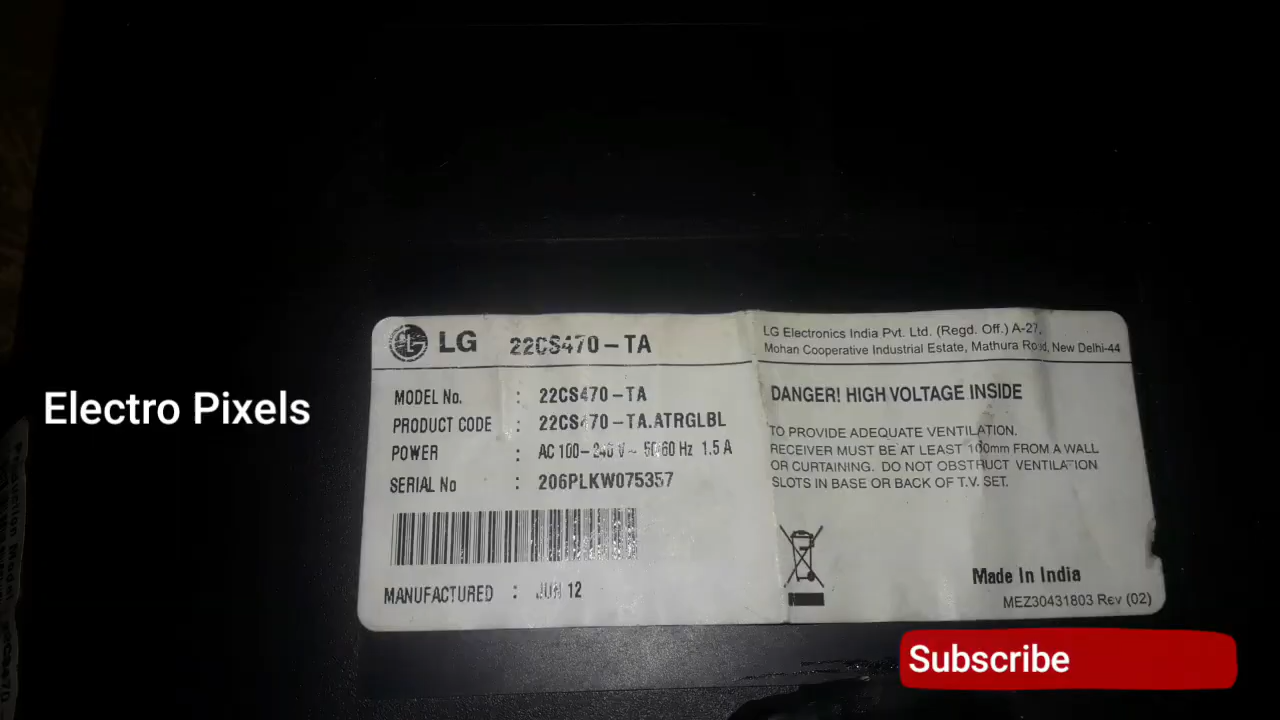 LG 22CS470-TA
MODEL No. : 22CS470-TA
PRODUCT CODE : 22CS470-TA.ATRGLBL
POWER : AC 100-240 V~ 50/60 Hz 1.5 A
SERIAL No : 206PLKW075357
MANUFACTURED : JUN 12
LG Electronics India Pvt. Ltd. (Regd. Off.) A-27,
Mohan Cooperative Industrial Estate, Mathura Road, New Delhi-44
DANGER! HIGH VOLTAGE INSIDE
TO PROVIDE ADEQUATE VENTILATION.
RECEIVER MUST BE AT LEAST 100mm FROM A WALL
OR CURTAINING. DO NOT OBSTRUCT VENTILATION
SLOTS IN BASE OR BACK OF T.V. SET.
Made In India
MEZ30431803 Rev (02)
Electro Pixels
Subscribe